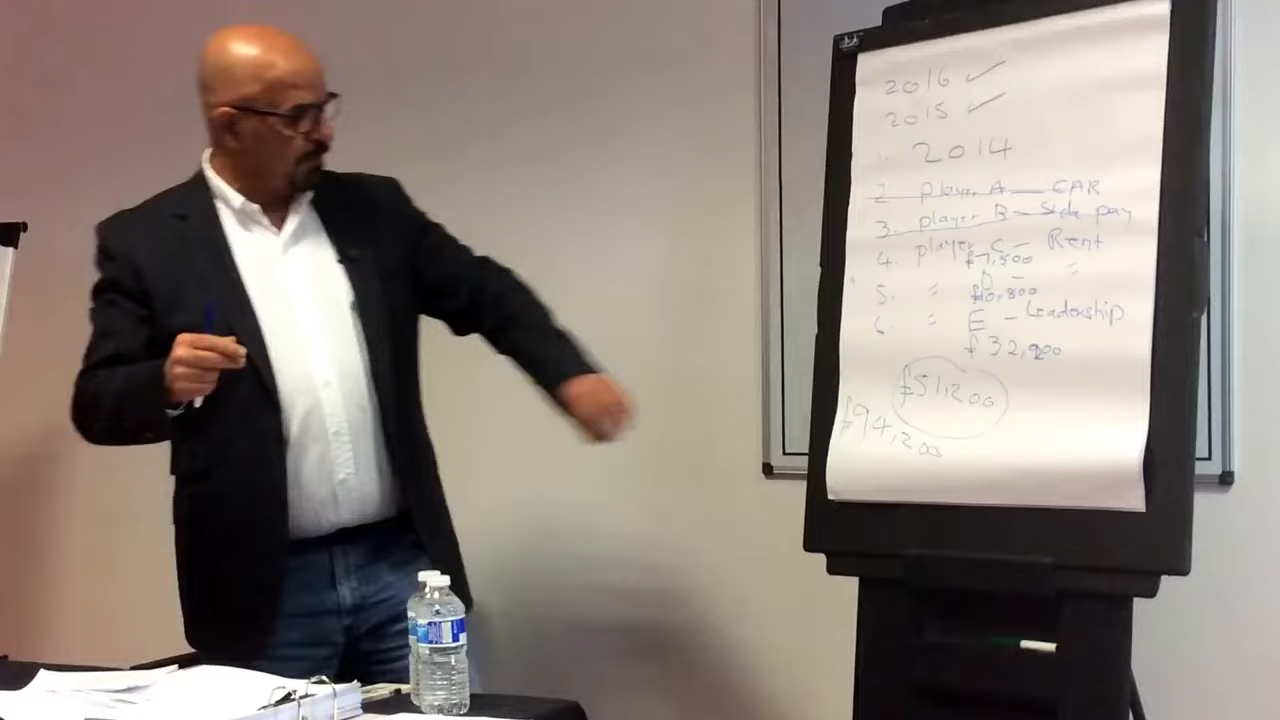 2016 ✓
2015 ✓
1. 2014
2 player A — CAR
3. player B — Side pay
4. player C — Rent
£7,500
5. " D — "
£10,800
6. " E — Leadership
£32,900
£51,200
£94,200